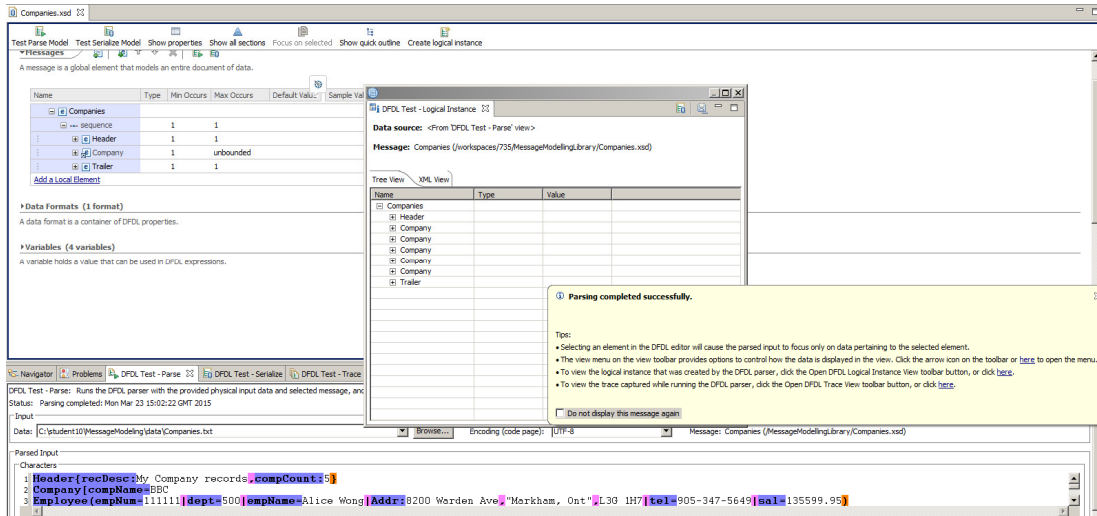 Companies.xsd
Test Parse Model Test Serialize Model Show properties Show all sections Focus on selected Show quick outline Create logical instance
Messages
A message is a global element that models an entire document of data.
Name Type Min Occurs Max Occurs Default Value Sample Val
Companies
sequence 1 1
Header 1 1
Company 1 unbounded
Trailer 1 1
Add a Local Element
Data Formats (1 format)
A data format is a container of DFDL properties.
Variables (4 variables)
A variable holds a value that can be used in DFDL expressions.
DFDL Test - Logical Instance
Data source: <From 'DFDL Test - Parse' view>
Message: Companies (/workspaces/735/MessageModellingLibrary/Companies.xsd)
Tree View XML View
Name Type Value
Companies
Header
Company
Company
Company
Company
Company
Trailer
Parsing completed successfully.
Tips:
• Selecting an element in the DFDL editor will cause the parsed input to focus only on data pertaining to the selected element.
• The view menu on the view toolbar provides options to control how the data is displayed in the view. Click the arrow icon on the toolbar or here to open the menu.
• To view the logical instance that was created by the DFDL parser, click the Open DFDL Logical Instance View toolbar button, or click here.
• To view the trace captured while running the DFDL parser, click the Open DFDL Trace View toolbar button, or click here.
Do not display this message again
Navigator Problems DFDL Test - Parse DFDL Test - Serialize DFDL Test - Trace
DFDL Test - Parse: Runs the DFDL parser with the provided physical input data and selected message, and
Status: Parsing completed: Mon Mar 23 15:02:22 GMT 2015
Input
Data: C:\student10\MessageModeling\data\Companies.txt Browse... Encoding (code page): UTF-8 Message: Companies (/MessageModellingLibrary/Companies.xsd)
Parsed Input
Characters
1 Header{recDesc:My Company records,compCount:5}
2 Company[compName=BBC
3 Employee(empNum=111111|dept=500|empName=Alice Wong|Addr:8200 Warden Ave,"Markham, Ont",L3G 1H7|tel=905-347-5649|sal=135599.95)